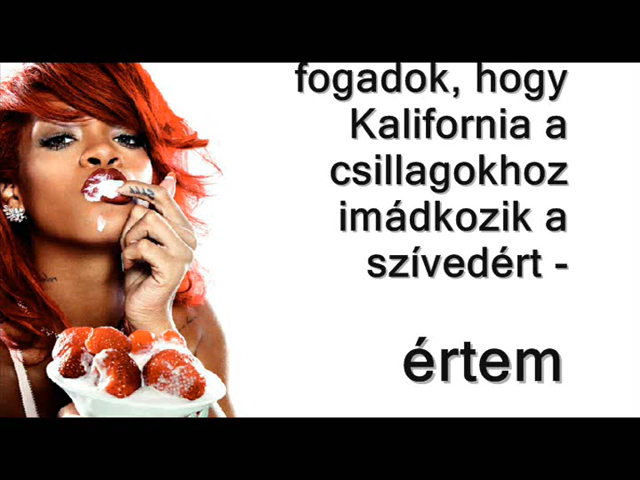 fogadok, hogy
Kalifornia a
csillagokhoz
imádkozik a
szívedért -
értem